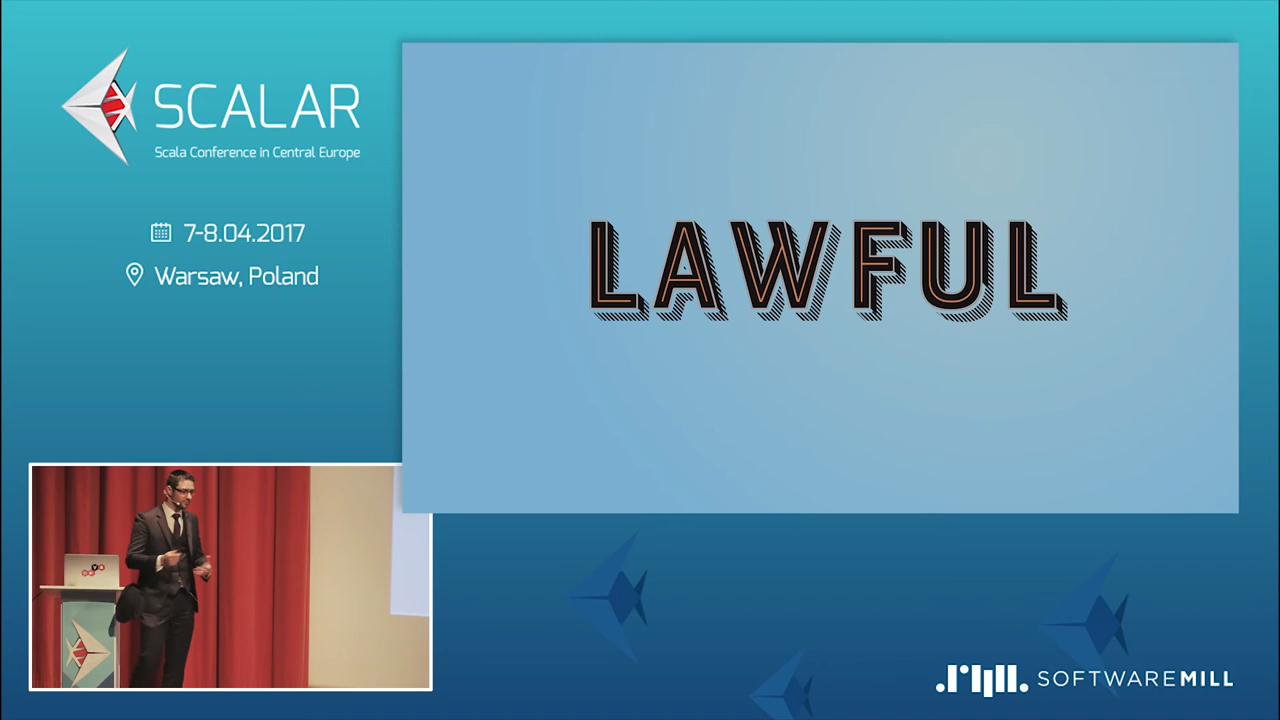 SCALAR
Scala Conference in Central Europe
7-8.04.2017
Warsaw, Poland
LAWFUL
SOFTWAREMILL